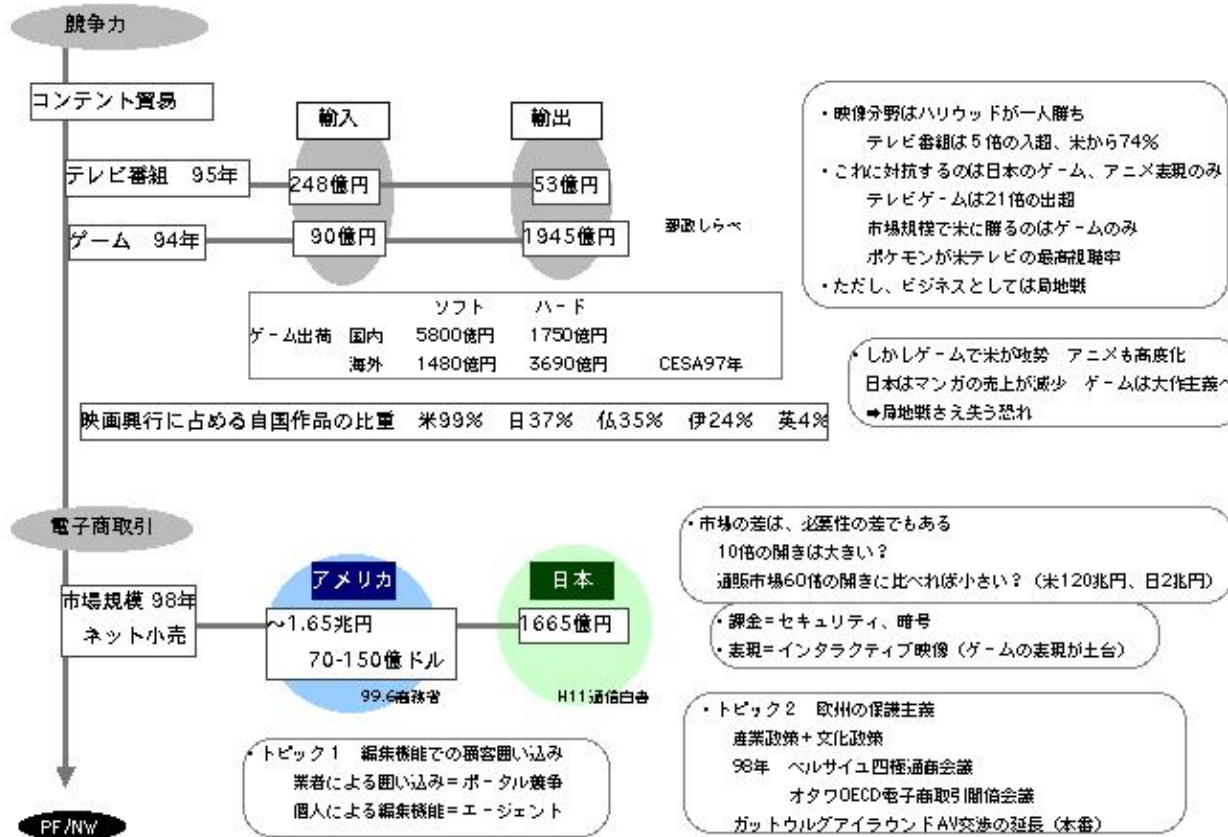 競争力
コンテント貿易
輸入 輸出
テレビ番組 95年 248億円 53億円
ゲーム 94年 90億円 1945億円
郵政しらべ
ソフト ハード
ゲーム出荷 国内 5800億円 1750億円
海外 1480億円 3690億円 CESA97年
映画興行に占める自国作品の比重 米99% 日37% 仏35% 伊24% 英4%
・映像分野はハリウッドが一人勝ち
テレビ番組は5倍の入超、米から74%
・これに対抗するのは日本のゲーム、アニメ表現のみ
テレビゲームは21倍の出超
市場規模で米に勝るのはゲームのみ
ポケモンが米テレビの最高視聴率
・ただし、ビジネスとしては局地戦
・しかしゲームで米が攻勢 アニメも高度化
日本はマンガの売上が減少 ゲームは大作主義へ
➡局地戦さえ失う恐れ
電子商取引
アメリカ 日本
市場規模 98年
ネット小売
～1.65兆円
70-150億ドル
1665億円
99.6商務省
H11通信白書
・市場の差は、必要性の差でもある
10倍の開きは大きい？
通販市場60倍の開きに比べれば小さい？（米120兆円、日2兆円）
・課金＝セキュリティ、暗号
・表現＝インタラクティブ映像（ゲームの表現が土台）
・トピック1 編集機能での顧客囲い込み
業者による囲い込み＝ポータル競争
個人による編集機能＝エージェント
・トピック2 欧州の保護主義
産業政策＋文化政策
98年 ベルサイユ四極通商会議
オタワOECD電子商取引閣僚会議
ガットウルグアイラウンドAV交渉の延長（本番）
PF/NW